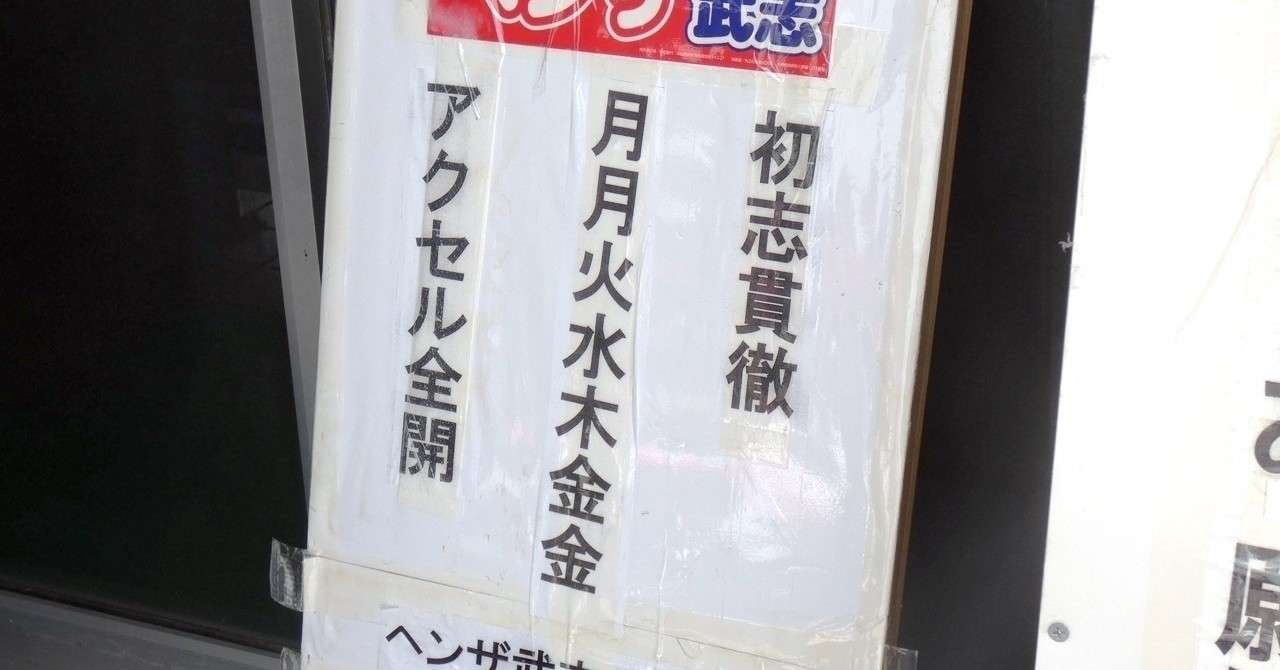 武志
初志貫徹
月月火水木金金
アクセル全開
ヘンザ武